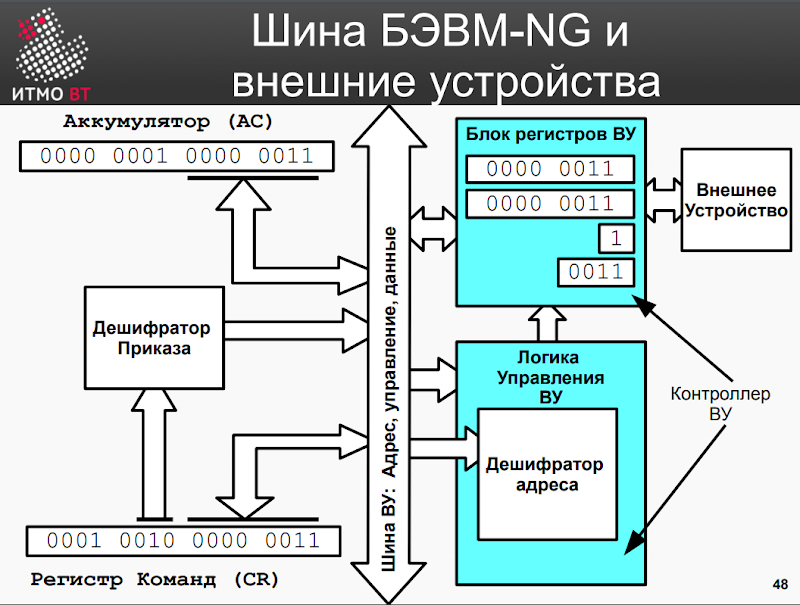 Шина БЭВМ-NG и
внешние устройства
ИТМО ВТ
Аккумулятор (AC)
0000 0001 0000 0011
Блок регистров ВУ
0000 0011
0000 0011
1
0011
Внешнее
Устройство
Дешифратор
Приказа
Шина ВУ: Адрес, управление, данные
Логика
Управления
ВУ
Дешифратор
адреса
Контроллер
ВУ
0001 0010 0000 0011
Регистр Команд (CR)
48